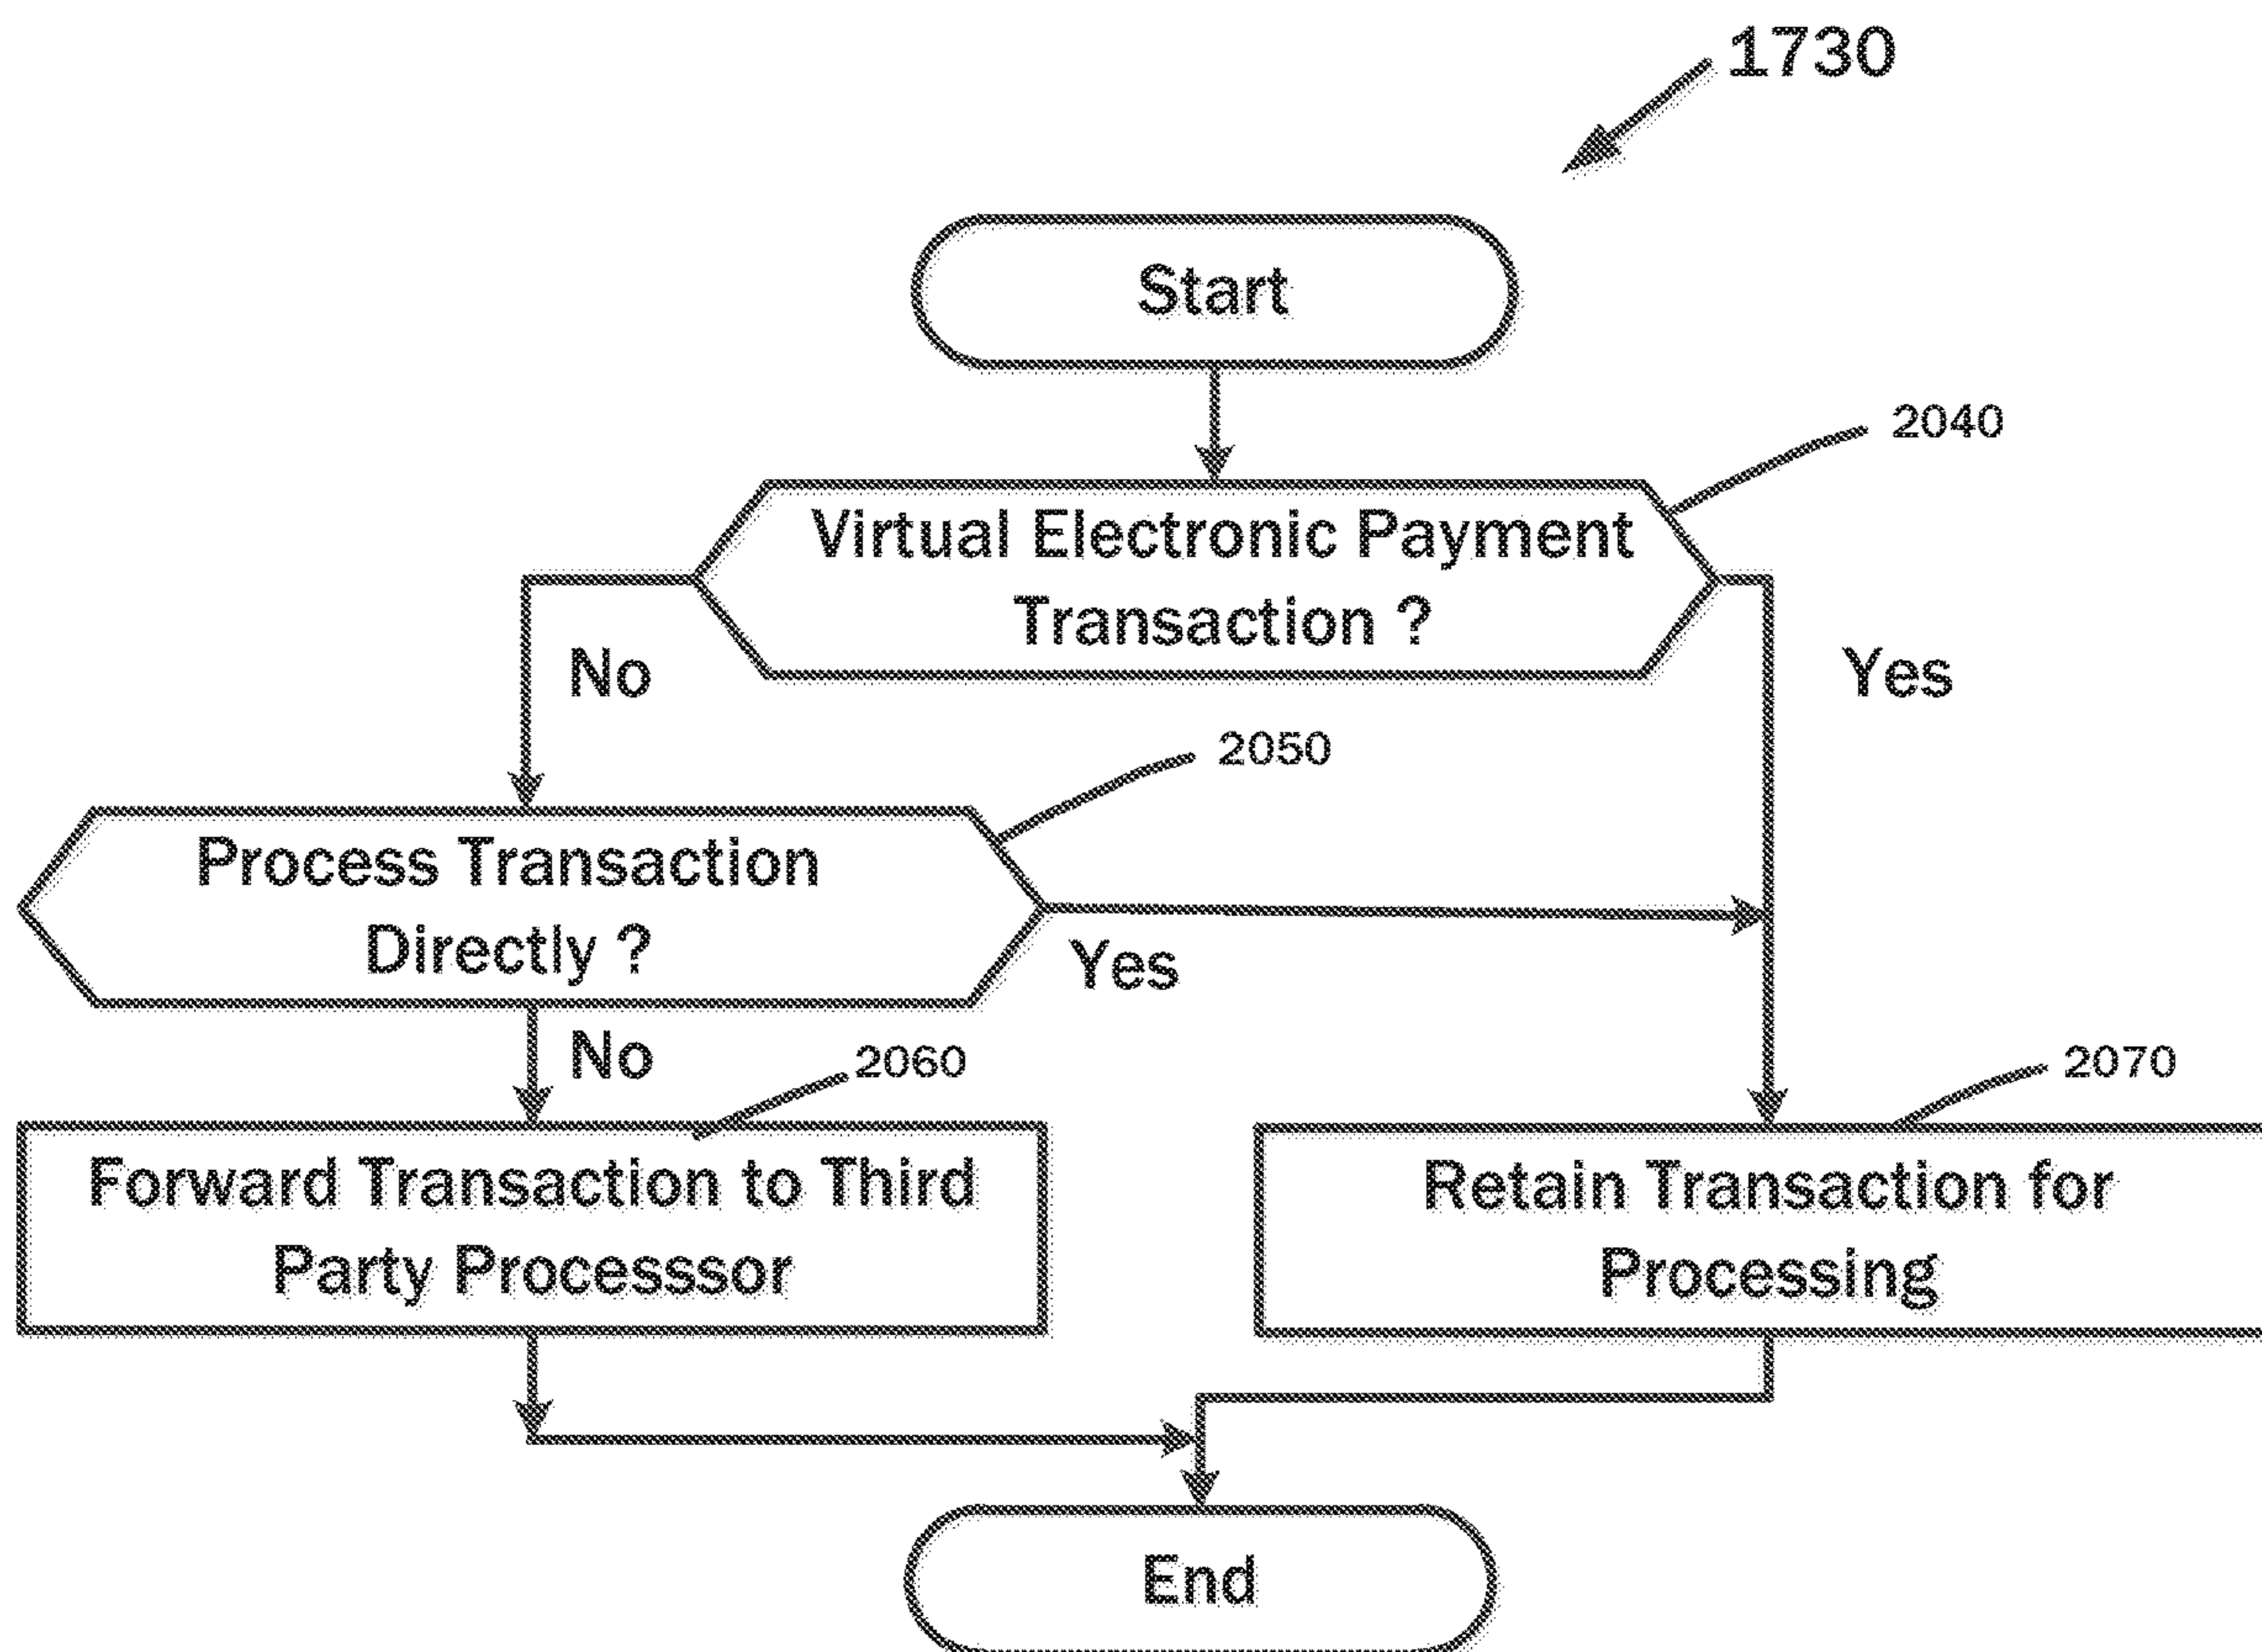 1730
Start
2040
Virtual Electronic Payment
Transaction ?
No
Yes
2050
Process Transaction
Directly ?
Yes
No
2060
2070
Forward Transaction to Third
Party Processsor
Retain Transaction for
Processing
End